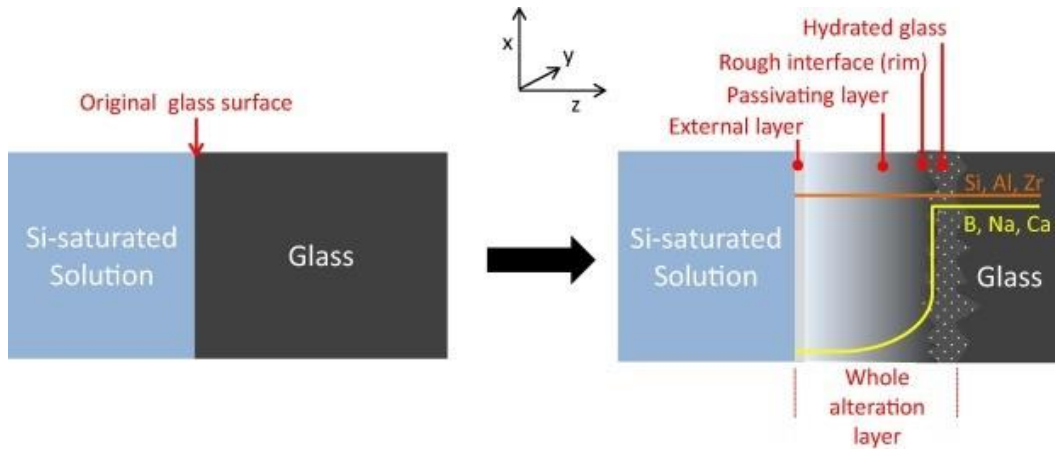 Original glass surface
Si-saturated
Solution
Glass
x
y
z
Hydrated glass
Rough interface (rim)
Passivating layer
External layer
Si-saturated
Solution
Si, Al, Zr
B, Na, Ca
Glass
Whole
alteration
layer